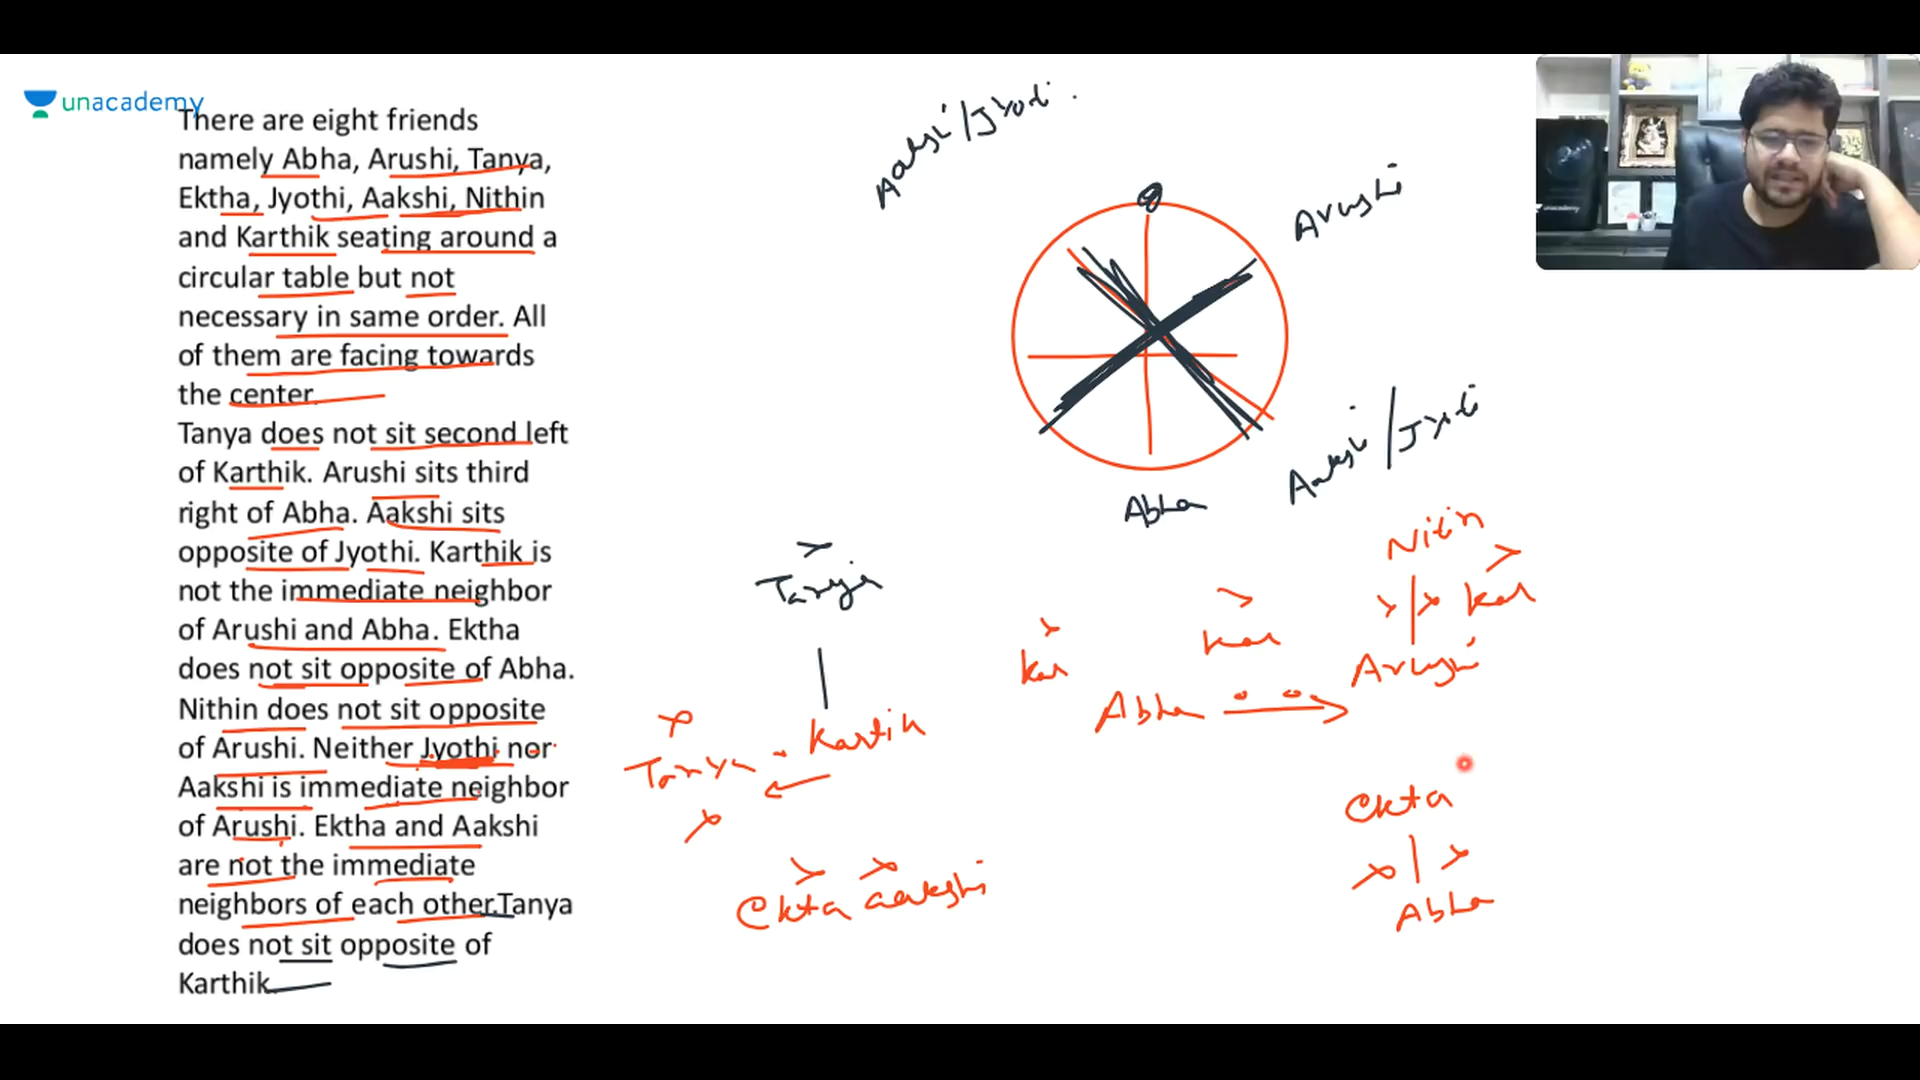 unacademy
There are eight friends
namely Abha, Arushi, Tanya,
Ektha, Jyothi, Aakshi, Nithin
and Karthik seating around a
circular table but not
necessary in same order. All
of them are facing towards
the center.
Tanya does not sit second left
of Karthik. Arushi sits third
right of Abha. Aakshi sits
opposite of Jyothi. Karthik is
not the immediate neighbor
of Arushi and Abha. Ektha
does not sit opposite of Abha.
Nithin does not sit opposite
of Arushi. Neither Jyothi nor
Aakshi is immediate neighbor
of Arushi. Ektha and Aakshi
are not the immediate
neighbors of each other.Tanya
does not sit opposite of
Karthik
Arushi
Abha
Tanya
Nitin
Kar
Kar
Kar
Arushi
Abha
Kartik
Tanya
Ekta
Ekta aakshi
Abha
unacademy